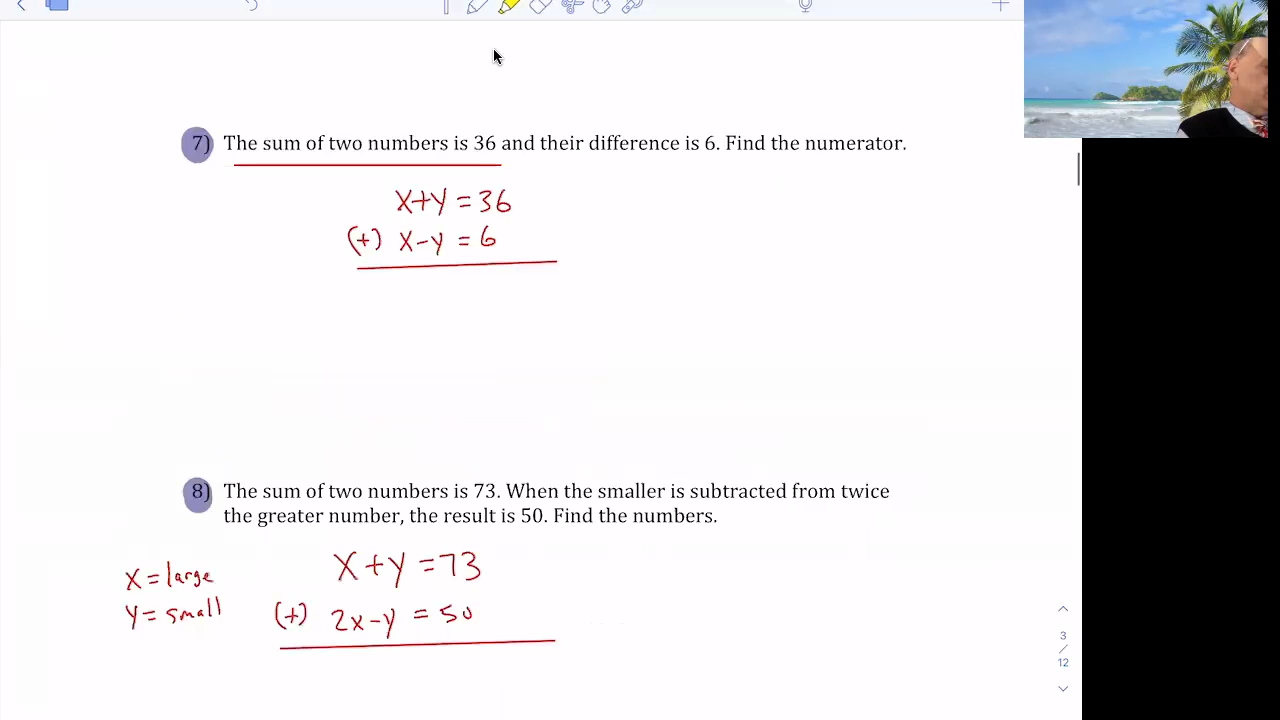 7) The sum of two numbers is 36 and their difference is 6. Find the numerator.
x+y = 36
(+) x-y = 6
8) The sum of two numbers is 73. When the smaller is subtracted from twice
the greater number, the result is 50. Find the numbers.
x+y = 73
x = large
y = small
(+) 2x-y = 50
3
/
12